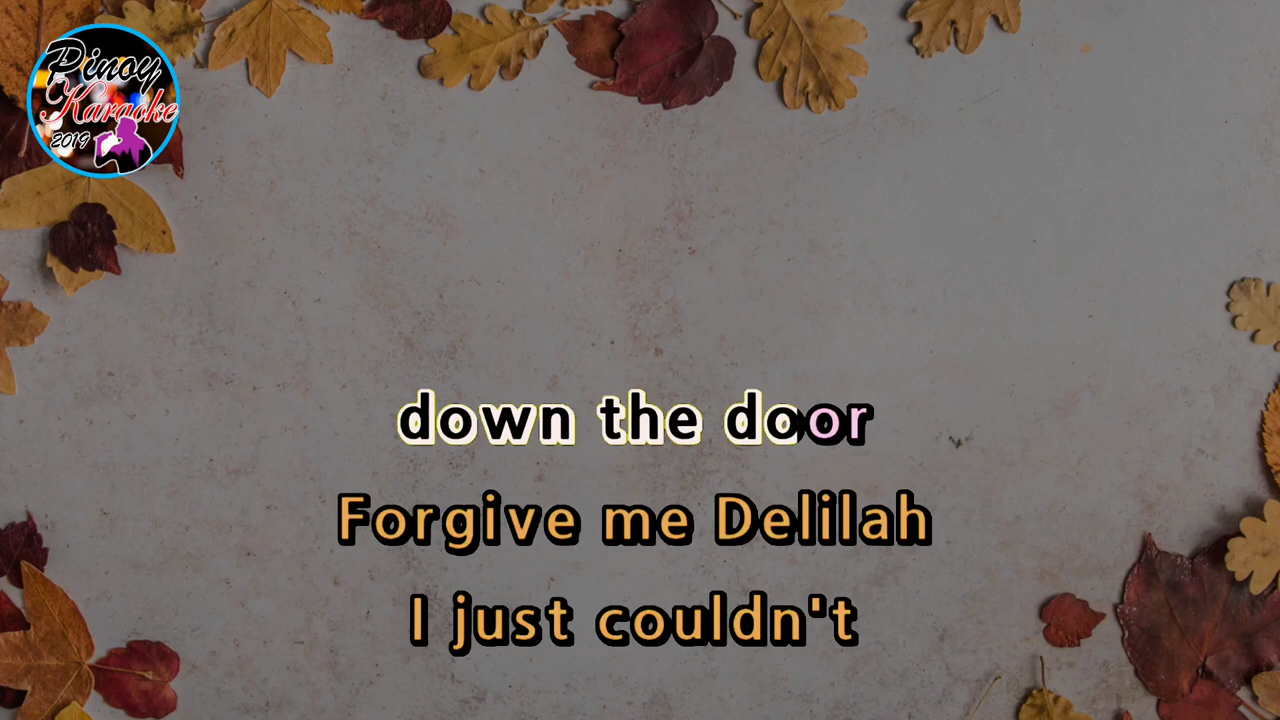 Pinoy
Karaoke
2019
down the door
Forgive me Delilah
I just couldn't